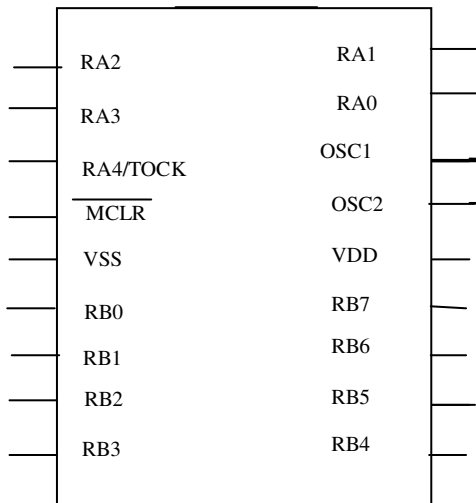 RA2 RA1
RA3 RA0
RA4/TOCK OSC1
MCLR OSC2
VSS VDD
RB0 RB7
RB1 RB6
RB2 RB5
RB3 RB4